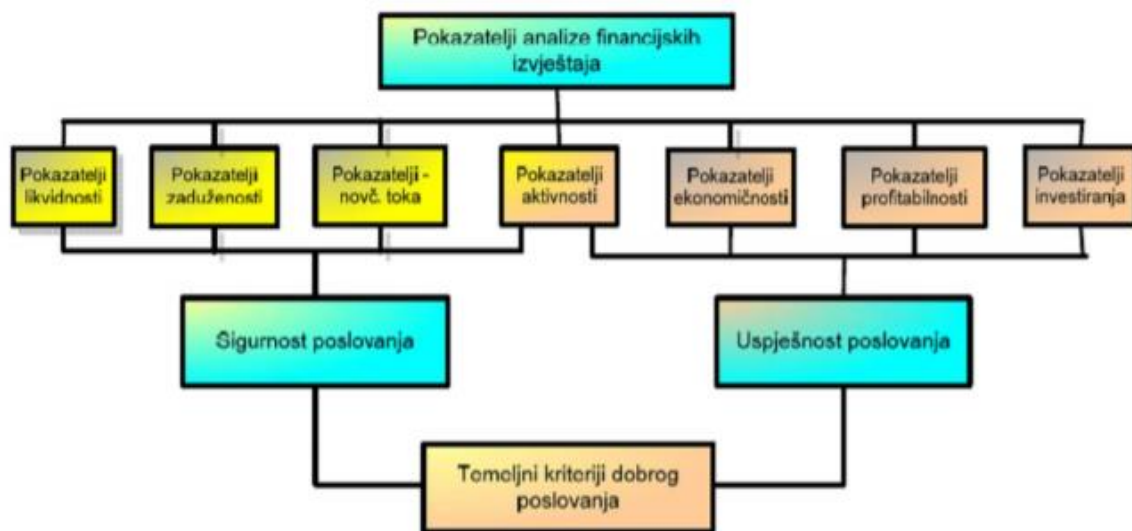 Pokazatelji analize financijskih
izvještaja
Pokazatelji
likvidnosti
Pokazatelji
zaduženosti
Pokazatelji -
novč. toka
Pokazatelji
aktivnosti
Pokazatelji
ekonomičnosti
Pokazatelji
profitabilnosti
Pokazatelji
investiranja
Sigurnost poslovanja
Uspješnost poslovanja
Temeljni kriteriji dobrog
poslovanja